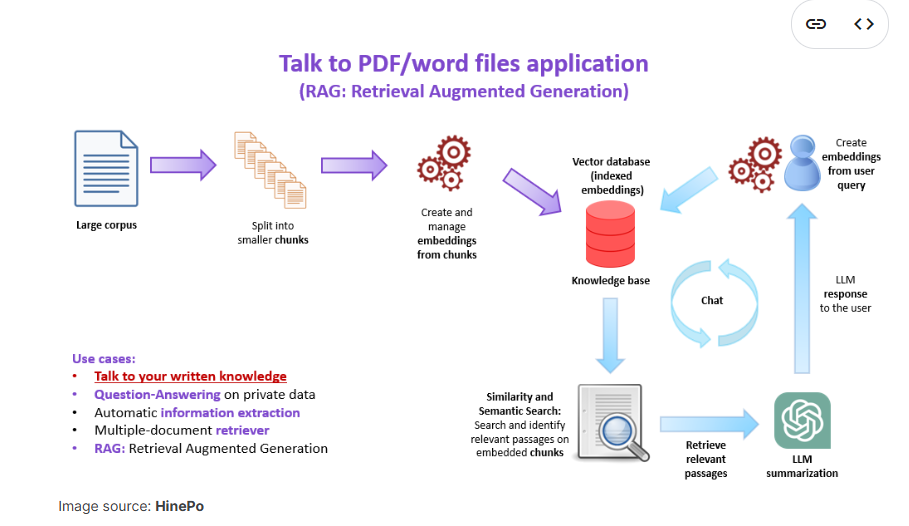 Talk to PDF/word files application
(RAG: Retrieval Augmented Generation)
Large corpus
Split into
smaller chunks
Create and
manage
embeddings
from chunks
Vector database
(indexed
embeddings)
Knowledge base
Create
embeddings
from user
query
Chat
LLM
response
to the user
Use cases:
• Talk to your written knowledge
• Question-Answering on private data
• Automatic information extraction
• Multiple-document retriever
• RAG: Retrieval Augmented Generation
Similarity and
Semantic Search:
Search and identify
relevant passages on
embedded chunks
Retrieve
relevant
passages
LLM
summarization
Image source: HinePo